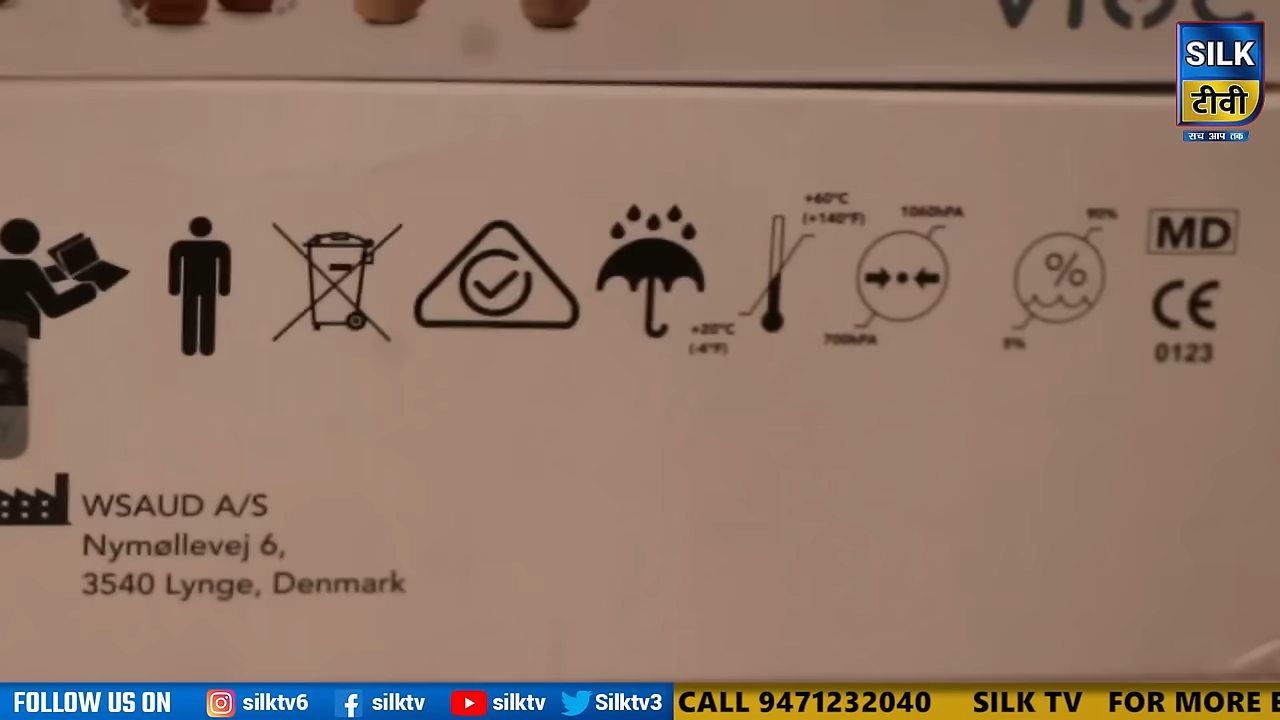 SILK
टीवी
सच आप तक
+60°C
(+140°F)
1060hPA
90%
MD
%
+20°C
(-4°F)
700hPA
5%
CE
0123
WSAUD A/S
Nymøllevej 6,
3540 Lynge, Denmark
FOLLOW US ON silktv6 silktv silktv Silktv3 CALL 9471232040 SILK TV FOR MORE